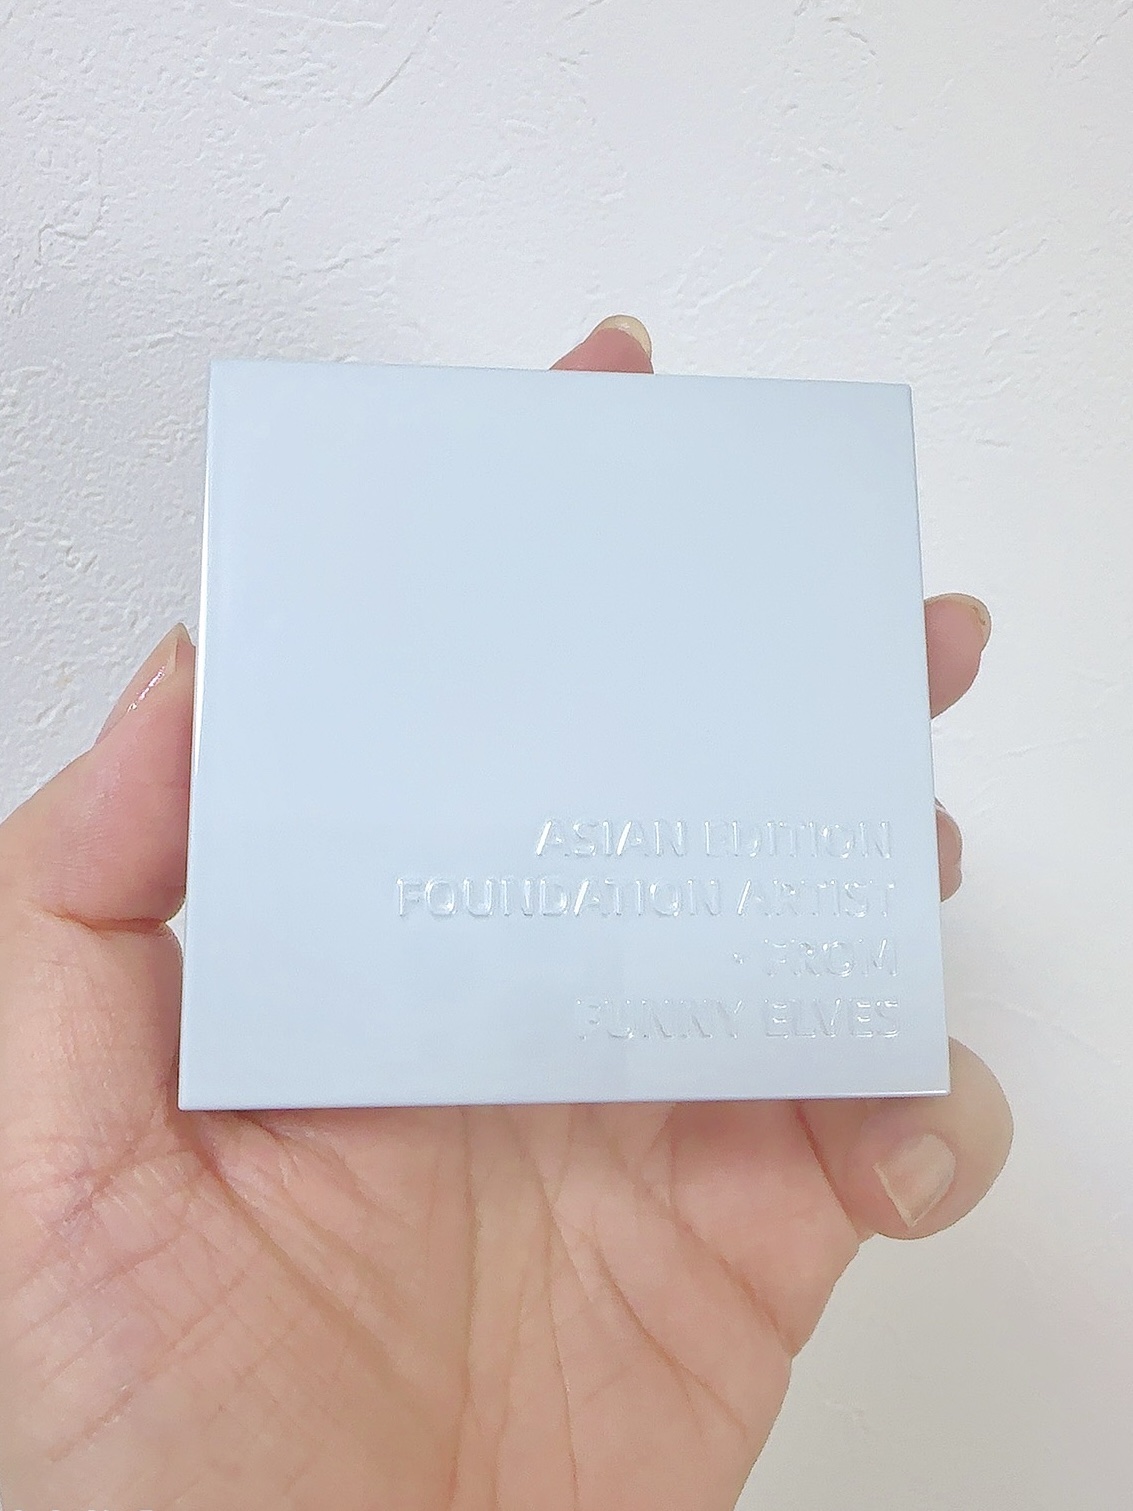 ASIAN EDITION
FOUNDATION ARTIST
· FROM
FUNNY ELVES